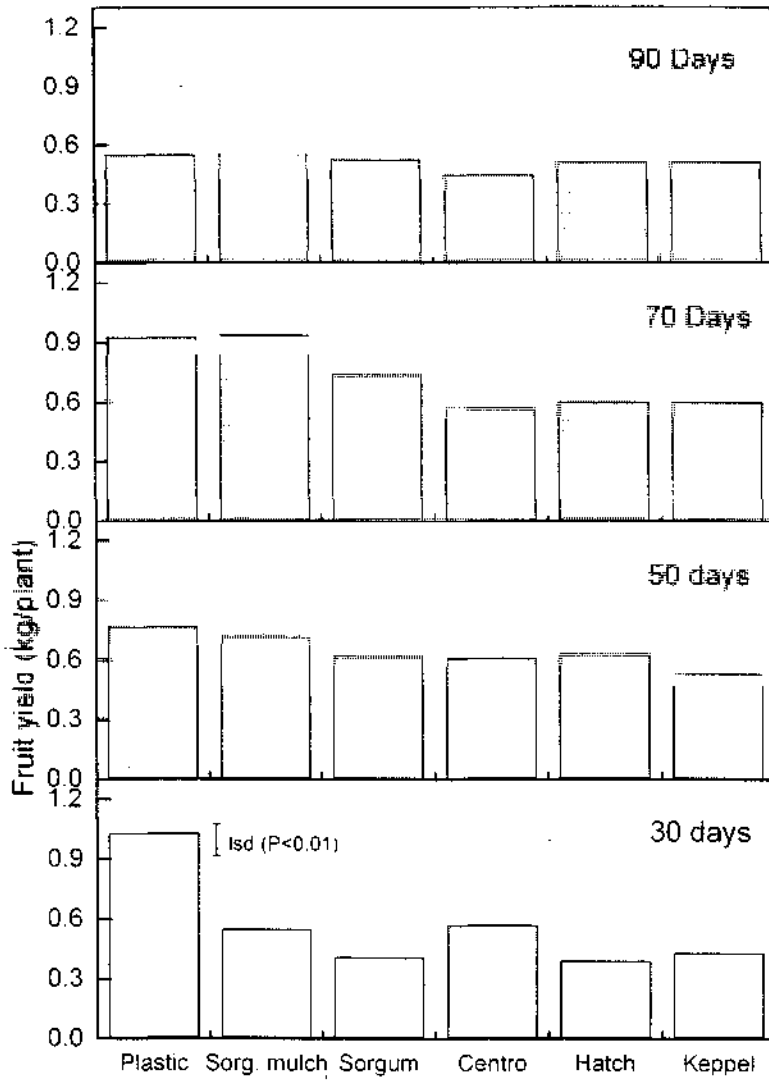 1.2
90 Days
0.9
0.6
0.3
0.0
1.2
70 Days
0.9
0.6
0.3
0.0
1.2
50 days
0.9
0.6
0.3
0.0
Fruit yield (kg/plant)
1.2
30 days
lsd (P<0.01)
0.9
0.6
0.3
0.0
Plastic Sorg. mulch Sorgum Centro Hatch Keppel